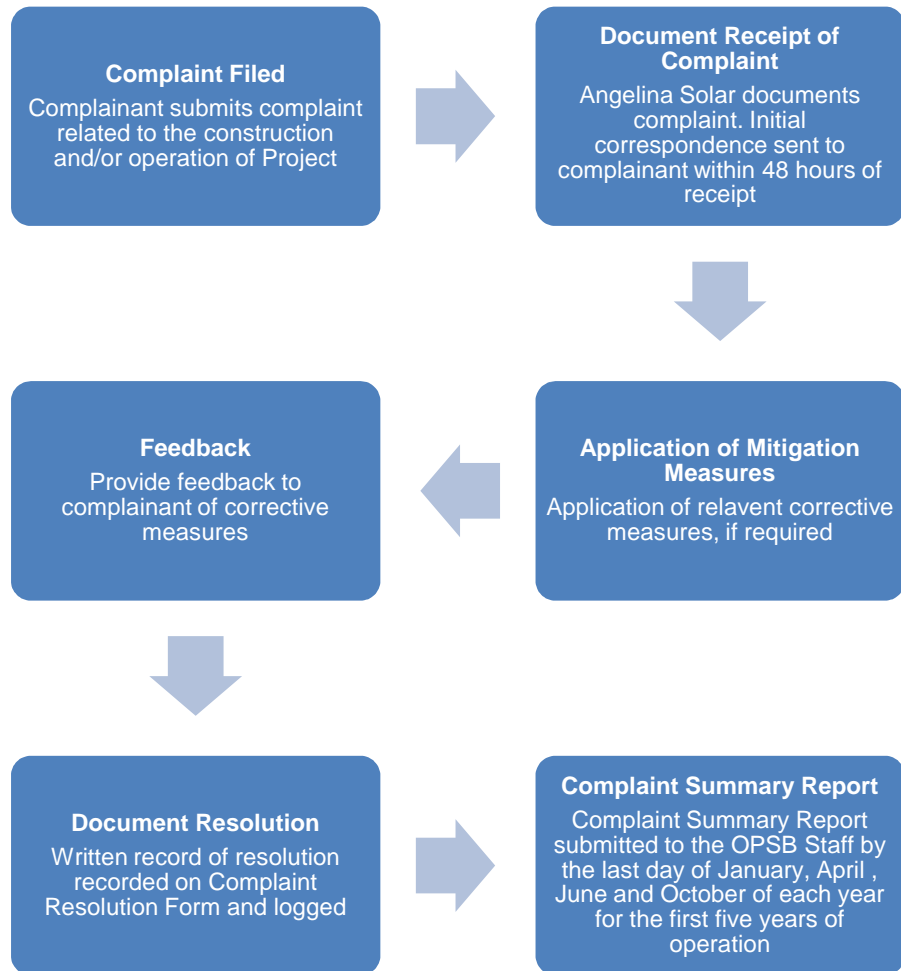 Complaint Filed
Complainant submits complaint
related to the construction
and/or operation of Project
Document Receipt of
Complaint
Angelina Solar documents
complaint. Initial
correspondence sent to
complainant within 48 hours of
receipt
Application of Mitigation
Measures
Application of relavent corrective
measures, if required
Feedback
Provide feedback to
complainant of corrective
measures
Document Resolution
Written record of resolution
recorded on Complaint
Resolution Form and logged
Complaint Summary Report
Complaint Summary Report
submitted to the OPSB Staff by
the last day of January, April ,
June and October of each year
for the first five years of
operation